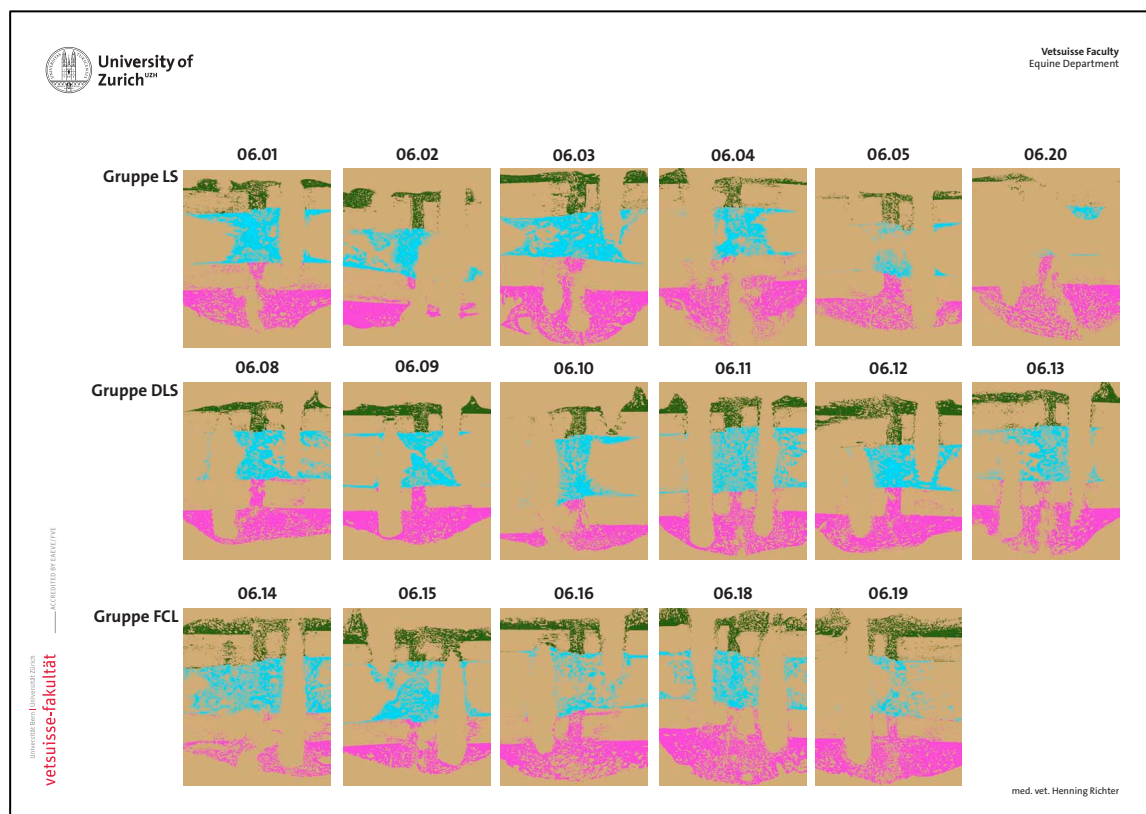 University of
Zurich UZH
Vetsuisse Faculty
Equine Department
06.01 06.02 06.03 06.04 06.05 06.20
Gruppe LS
06.08 06.09 06.10 06.11 06.12 06.13
Gruppe DLS
06.14 06.15 06.16 06.18 06.19
Gruppe FCL
ACCREDITED BY EAEVE/FVE
Universität Bern | Universität Zürich
vetsuisse-fakultät
med. vet. Henning Richter